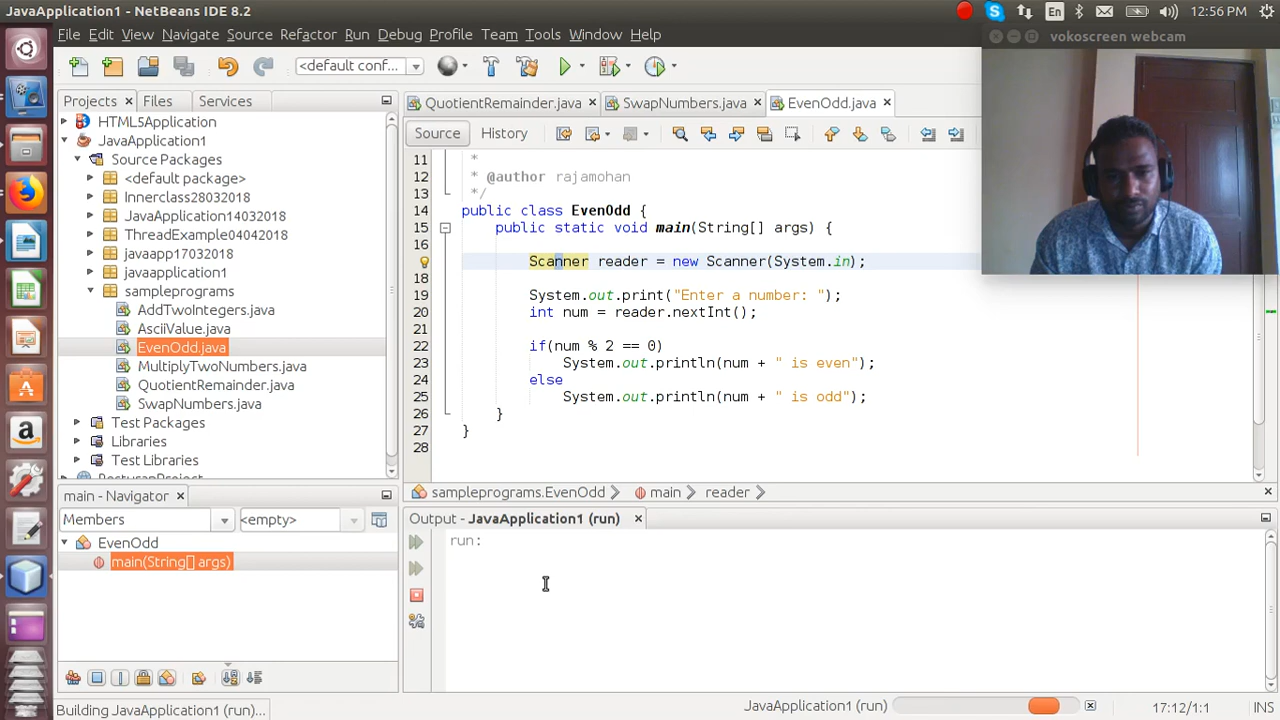 JavaApplication1 - NetBeans IDE 8.2
En
12:56 PM
File Edit View Navigate Source Refactor Run Debug Profile Team Tools Window Help
vokoscreen webcam
<default conf...
Projects Files Services
QuotientRemainder.java SwapNumbers.java EvenOdd.java
Source History
HTML5Application
JavaApplication1
Source Packages
<default package>
Innerclass28032018
JavaApplication14032018
ThreadExample04042018
javaapp17032018
javaapplication1
sampleprograms
AddTwoIntegers.java
AsciiValue.java
EvenOdd.java
MultiplyTwoNumbers.java
QuotientRemainder.java
SwapNumbers.java
Test Packages
Libraries
Test Libraries
11 *
12 * @author rajamohan
13 */
14 public class EvenOdd {
15 public static void main(String[] args) {
16
Scanner reader = new Scanner(System.in);
18
19 System.out.print("Enter a number: ");
20 int num = reader.nextInt();
21
22 if(num % 2 == 0)
23 System.out.println(num + " is even");
24 else
25 System.out.println(num + " is odd");
26 }
27 }
28
sampleprograms.EvenOdd main reader
main - Navigator
Members <empty>
EvenOdd
main(String[] args)
Output - JavaApplication1 (run)
run:
Building JavaApplication1 (run)...
JavaApplication1 (run)
17:12/1:1 INS